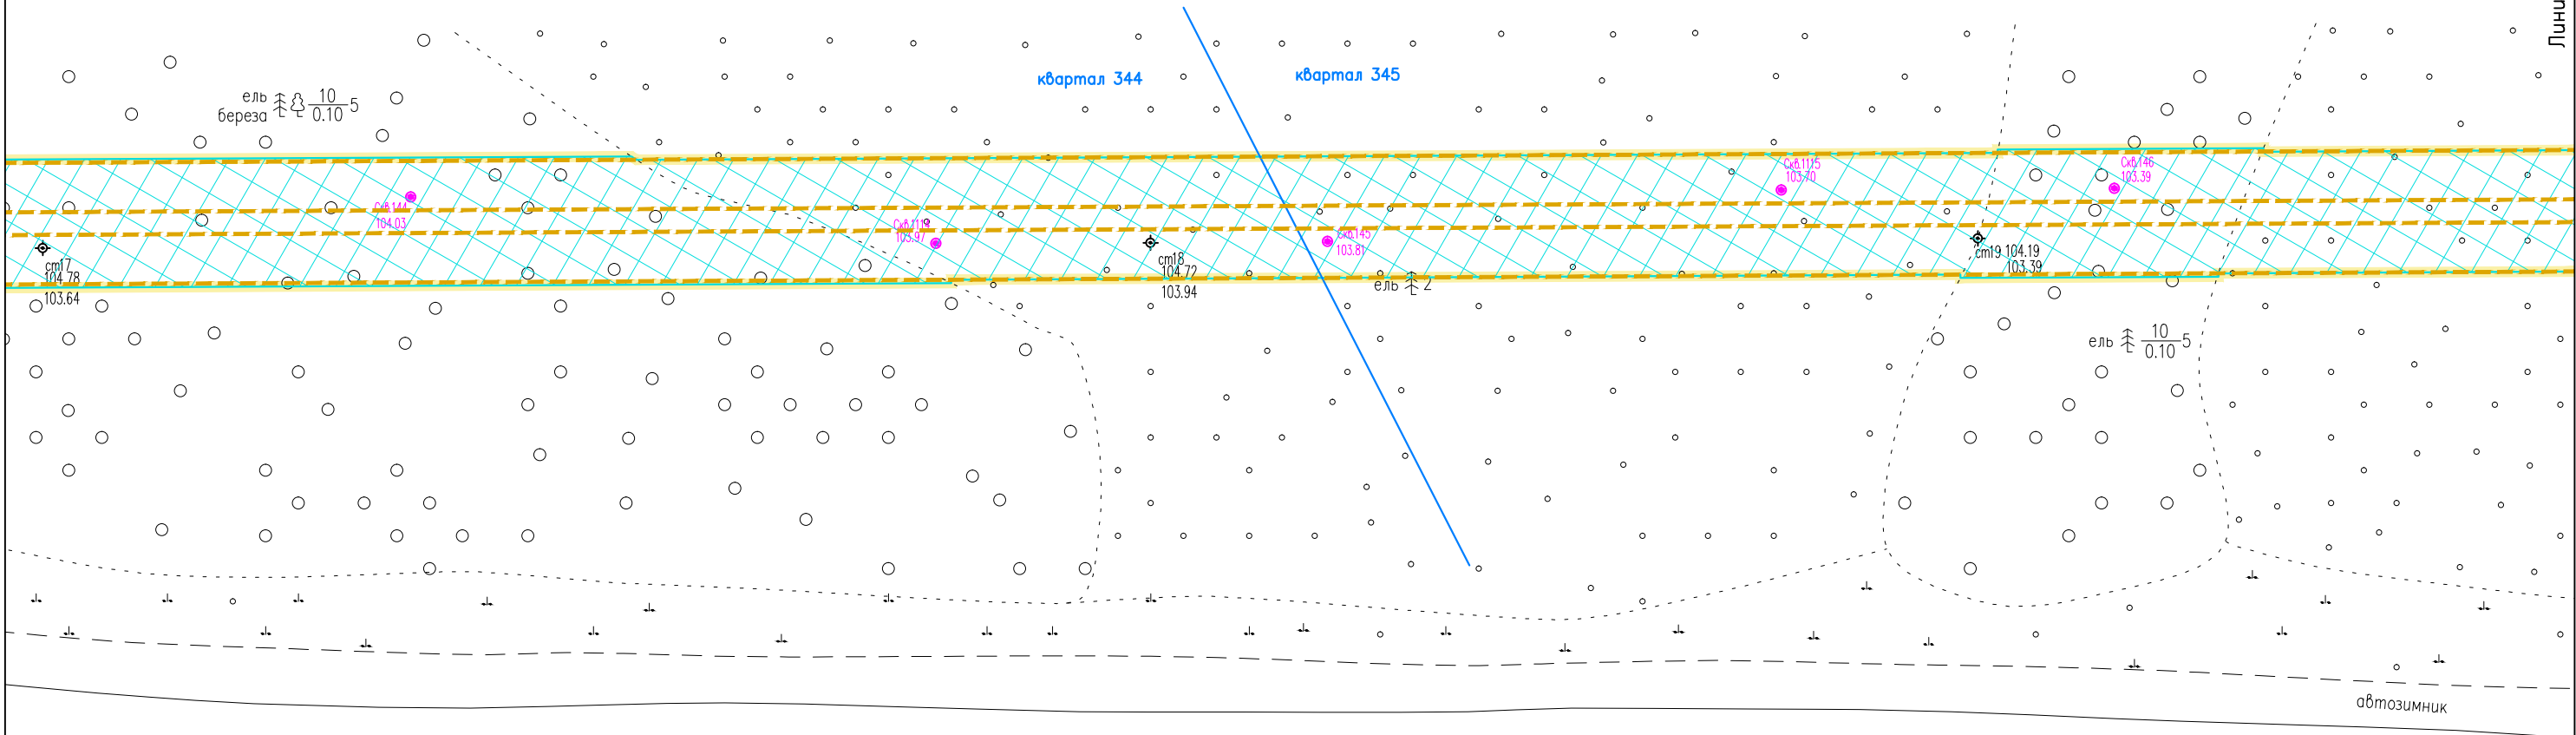 Лини
квартал 344
квартал 345
ель
береза
10
0.10
5
Скв.144
104.03
Скв.1114
103.97
Скв.145
103.81
Скв.1115
103.70
Скв.146
103.39
ст17
104.78
103.64
ст18
104.72
103.94
ст19 104.19
103.39
ель 2
ель
10
0.10
5
автозимник